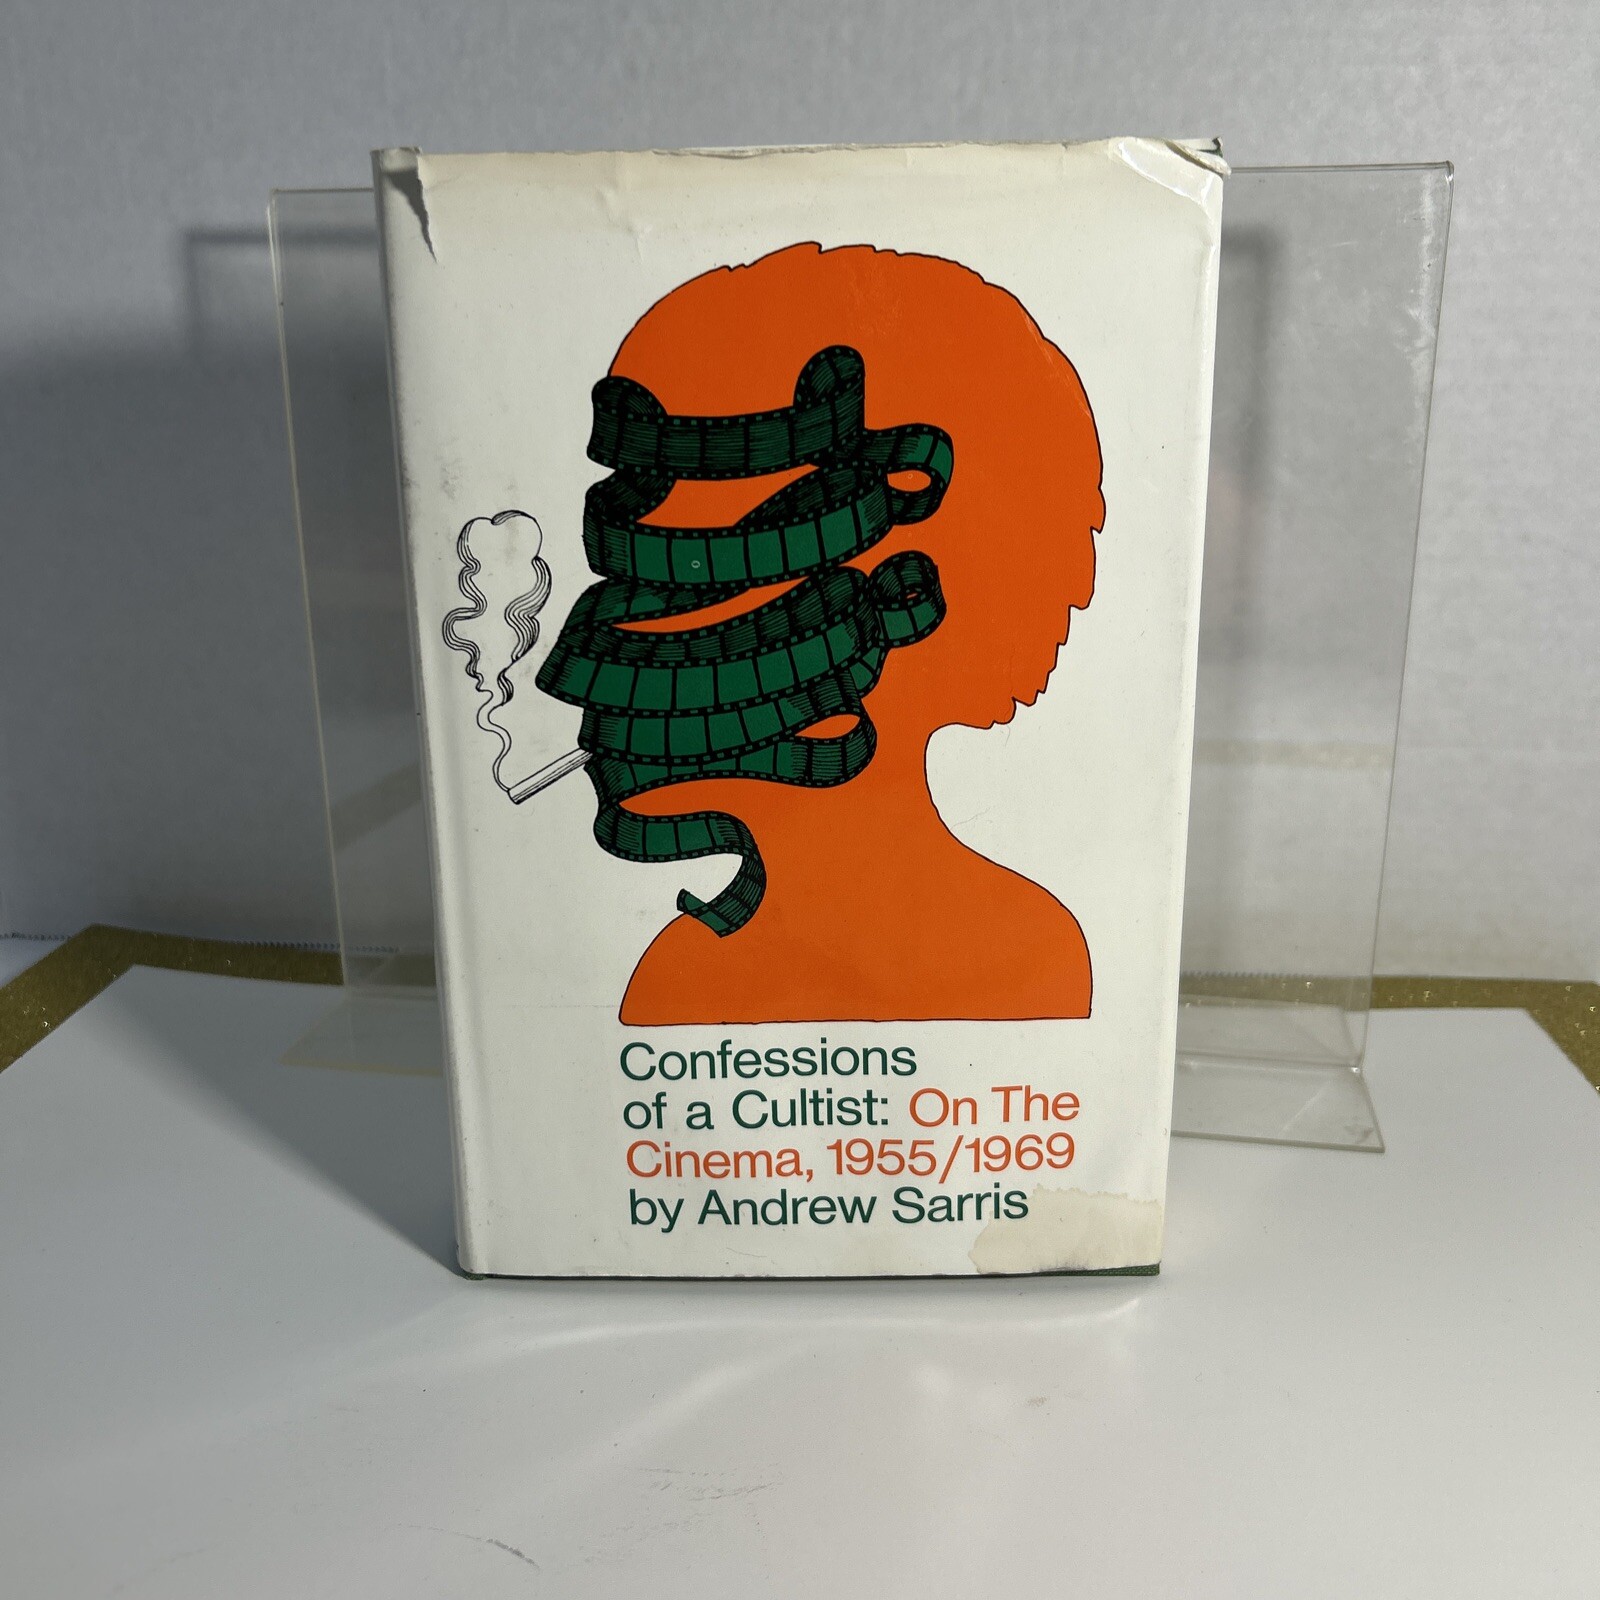 Confessions
of a Cultist: On The
Cinema, 1955/1969
by Andrew Sarris